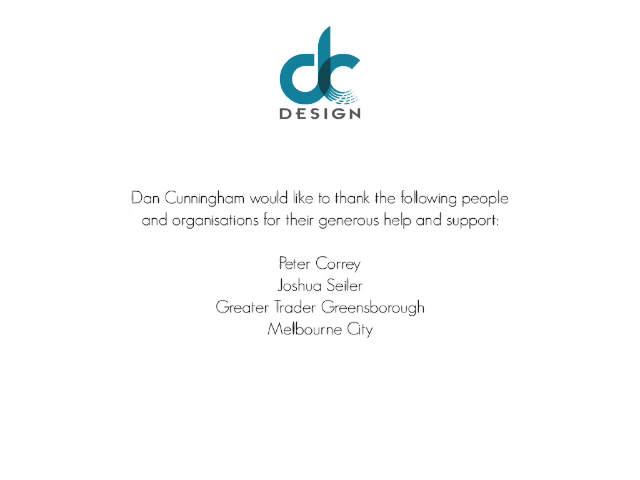 dc
DESIGN
Dan Cunningham would like to thank the following people
and organisations for their generous help and support:
Peter Correy
Joshua Seiler
Greater Trader Greensborough
Melbourne City